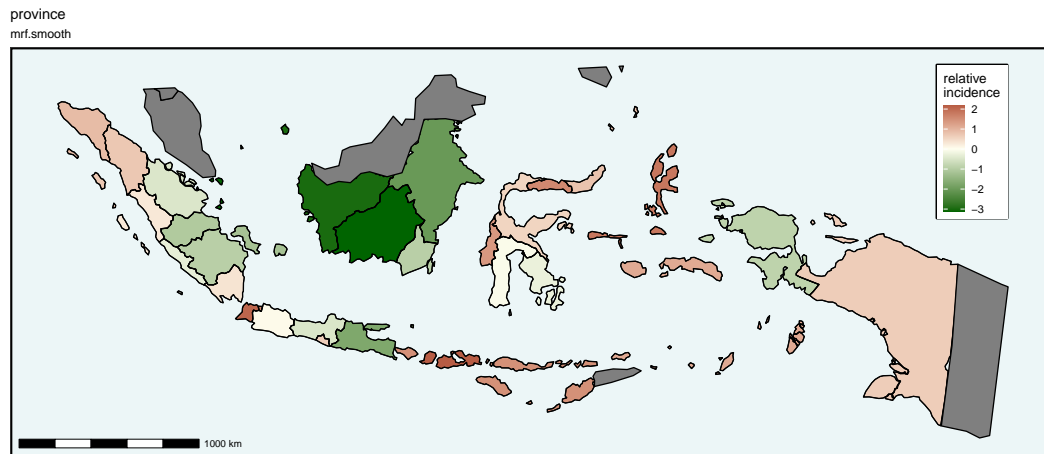 province
mrf.smooth
relative
incidence
2
1
0
−1
−2
−3
1000 km